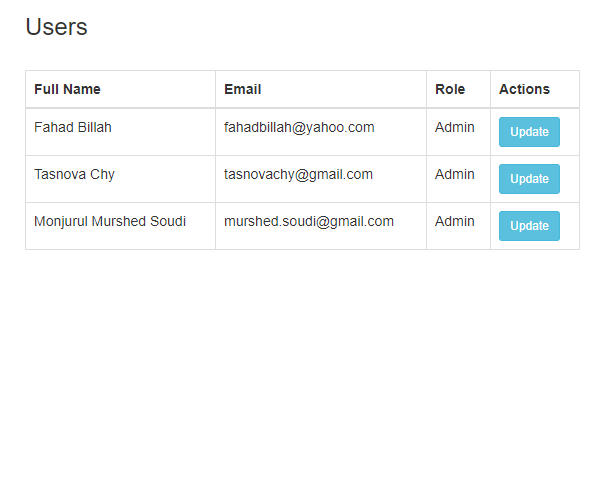 Users
Full Name Email Role Actions
Fahad Billah fahadbillah@yahoo.com Admin Update
Tasnova Chy tasnovachy@gmail.com Admin Update
Monjurul Murshed Soudi murshed.soudi@gmail.com Admin Update